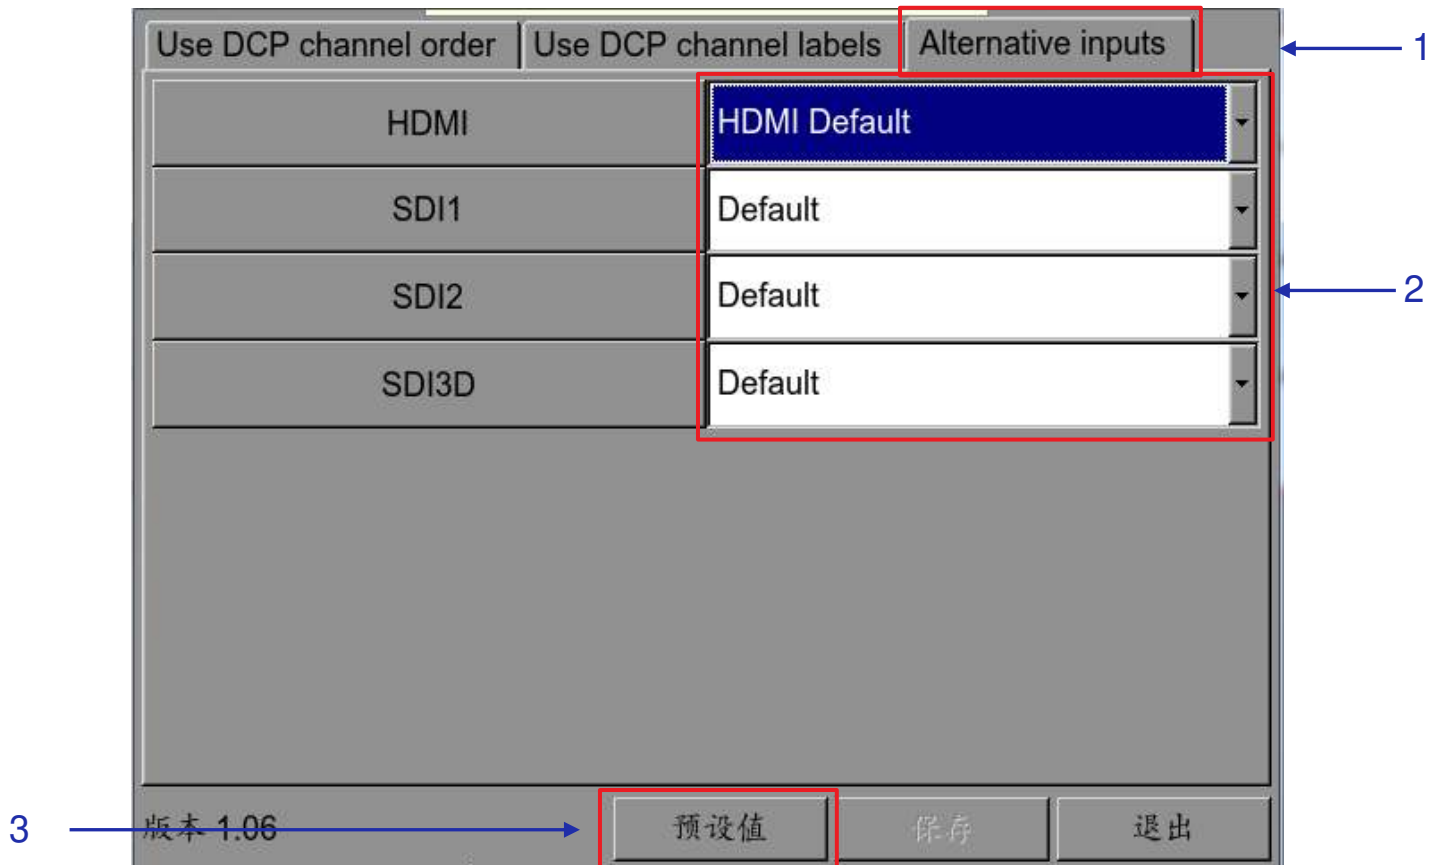 Use DCP channel order Use DCP channel labels Alternative inputs 1
HDMI HDMI Default
SDI1 Default
SDI2 Default 2
SDI3D Default
3 版本 1.06 预设值 保存 退出